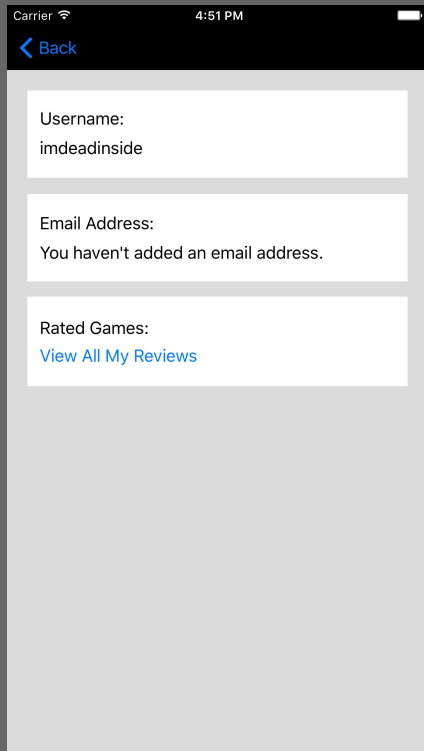 Carrier 4:51 PM
Back
Username:
imdeadinside
Email Address:
You haven't added an email address.
Rated Games:
View All My Reviews